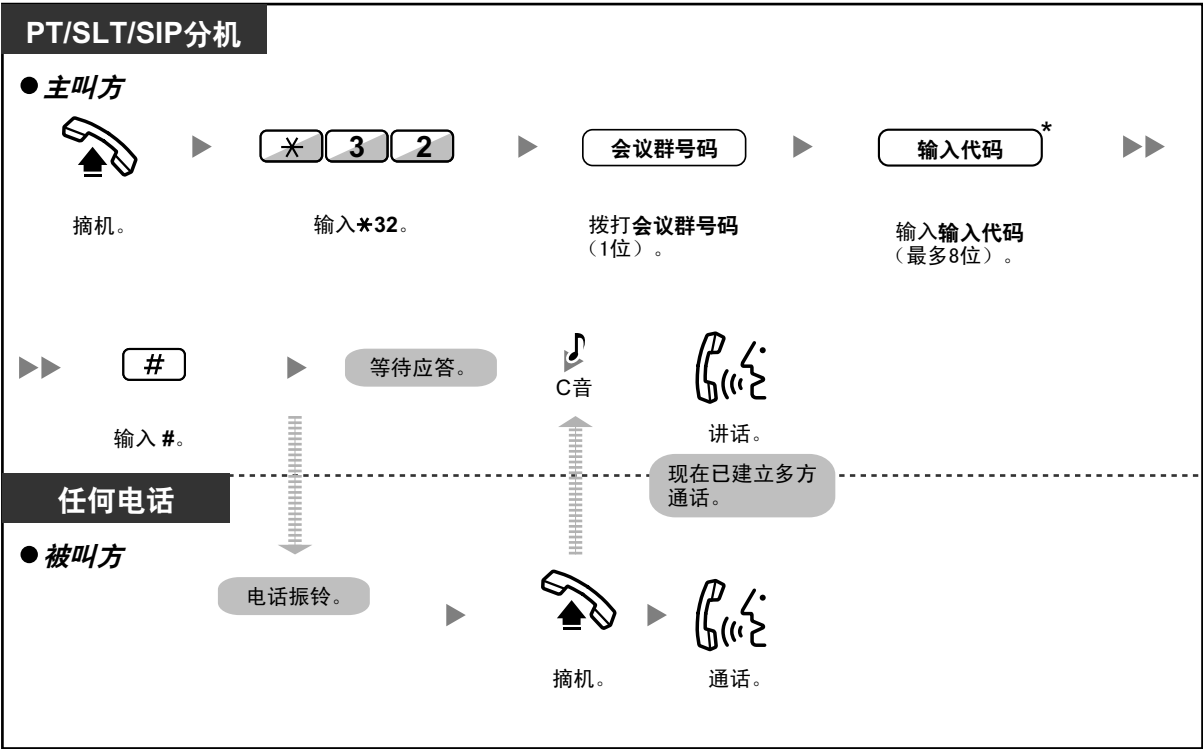 PT/SLT/SIP分机
●主叫方
✳ 3 2
会议群号码
输入代码*
摘机。
输入✳32。
拨打会议群号码
（1位）。
输入输入代码
（最多8位）。
#
等待应答。
C音
输入 #。
讲话。
现在已建立多方
通话。
任何电话
●被叫方
电话振铃。
摘机。
通话。